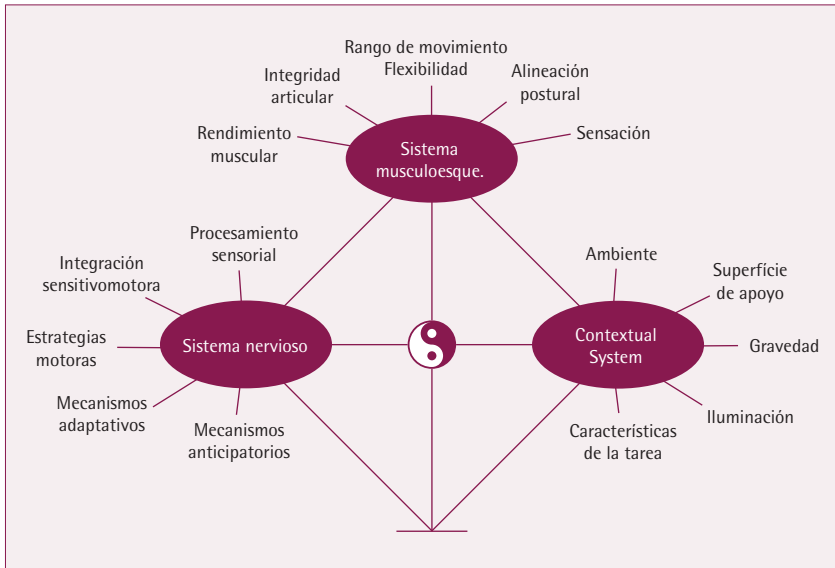 Rango de movimiento
Flexibilidad
Integridad
articular
Alineación
postural
Rendimiento
muscular
Sensación
Sistema
musculoesque.
Procesamiento
sensorial
Integración
sensitivomotora
Estrategias
motoras
Sistema nervioso
Mecanismos
adaptativos
Mecanismos
anticipatorios
Ambiente
Superfície
de apoyo
Contextual
System
Gravedad
Iluminación
Características
de la tarea